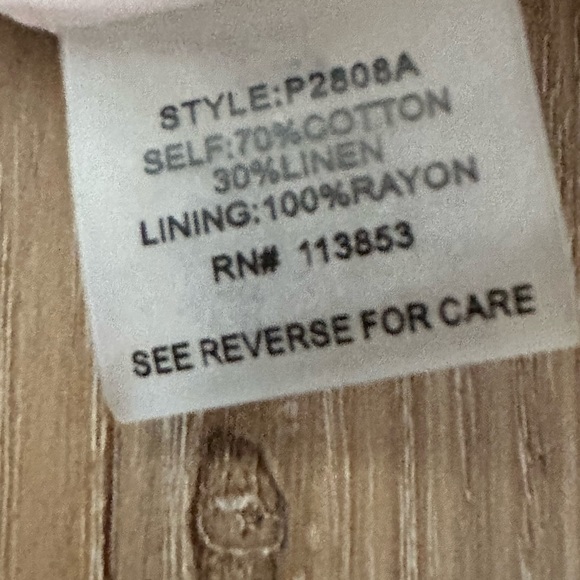 STYLE:P2808A
SELF:70%COTTON
30%LINEN
LINING:100%RAYON
RN# 113853
SEE REVERSE FOR CARE